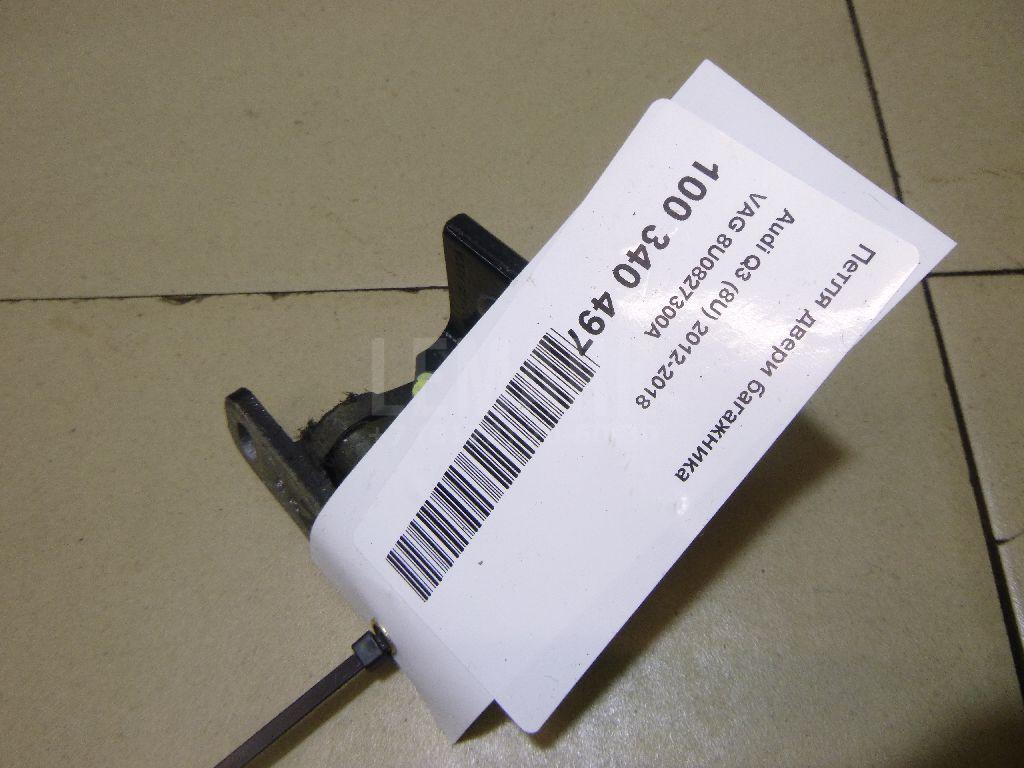 Петля двери багажника
Audi Q3 (8U) 2012-2018
VAG 8U0827300A
100 340 497